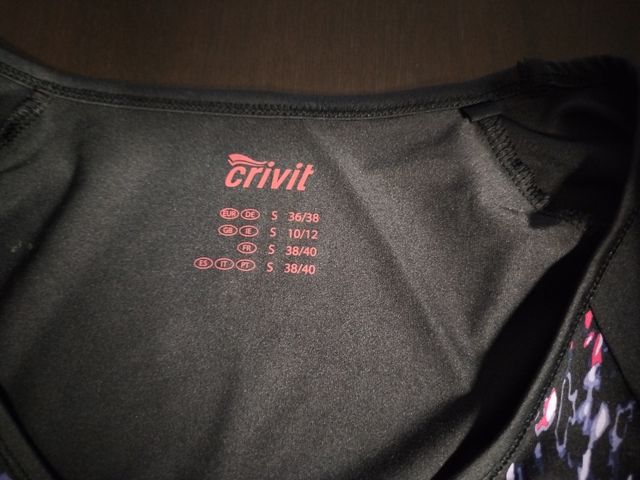 crivit
EUR DE S 36/38
GB IE S 10/12
FR S 38/40
ES IT PT S 38/40